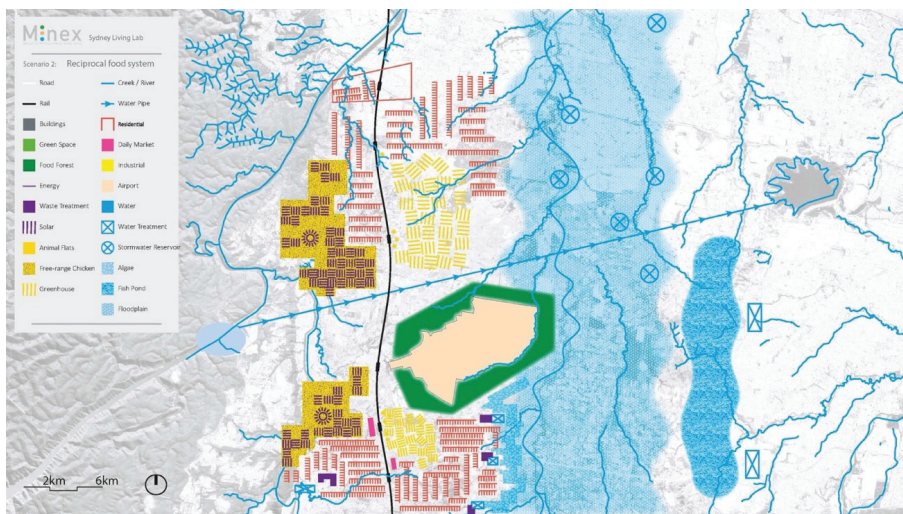 Minex Sydney Living Lab
Scenario 2: Reciprocal food system
Road
Rail
Buildings
Green Space
Food Forest
Energy
Waste Treatment
Solar
Animal Flats
Free-range Chicken
Greenhouse
Creek / River
Water Pipe
Residential
Daily Market
Industrial
Airport
Water
Water Treatment
Stormwater Reservoir
Algae
Fish Pond
Floodplain
2km 6km